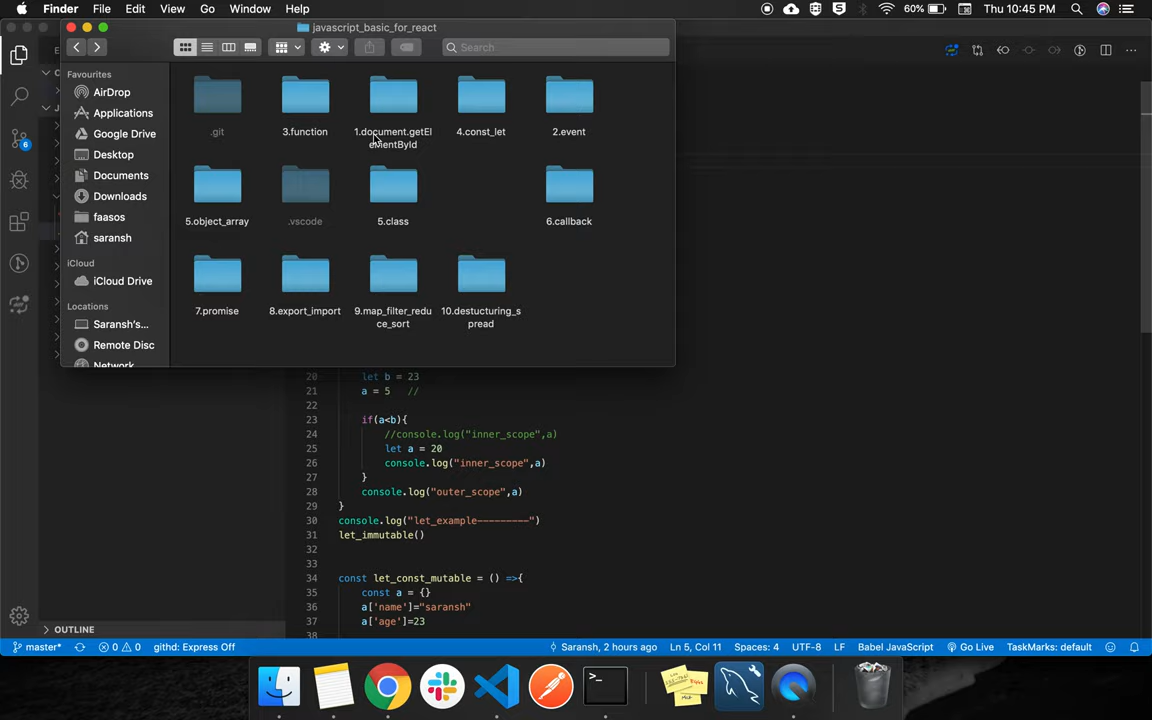 Finder File Edit View Go Window Help 60% Thu 10:45 PM
javascript_basic_for_react
Search
Favourites
AirDrop
Applications
Google Drive
Desktop
Documents
Downloads
faasos
saransh
iCloud
iCloud Drive
Locations
Saransh's...
Remote Disc
Network
.git
3.function
1.document.getEl
ementById
4.const_let
2.event
5.object_array
.vscode
5.class
6.callback
7.promise
8.export_import
9.map_filter_redu
ce_sort
10.destucturing_s
pread
6
20 let b = 23
21 a = 5 //
22
23 if(a<b){
24 //console.log("inner_scope",a)
25 let a = 20
26 console.log("inner_scope",a)
27 }
28 console.log("outer_scope",a)
29 }
30 console.log("let_example---------")
31 let_immutable()
32
33
34 const let_const_mutable = () =>{
35 const a = {}
36 a['name']="saransh"
37 a['age']=23
38
OUTLINE
master* 0 0 githd: Express Off Saransh, 2 hours ago Ln 5, Col 11 Spaces: 4 UTF-8 LF Babel JavaScript Go Live TaskMarks: default